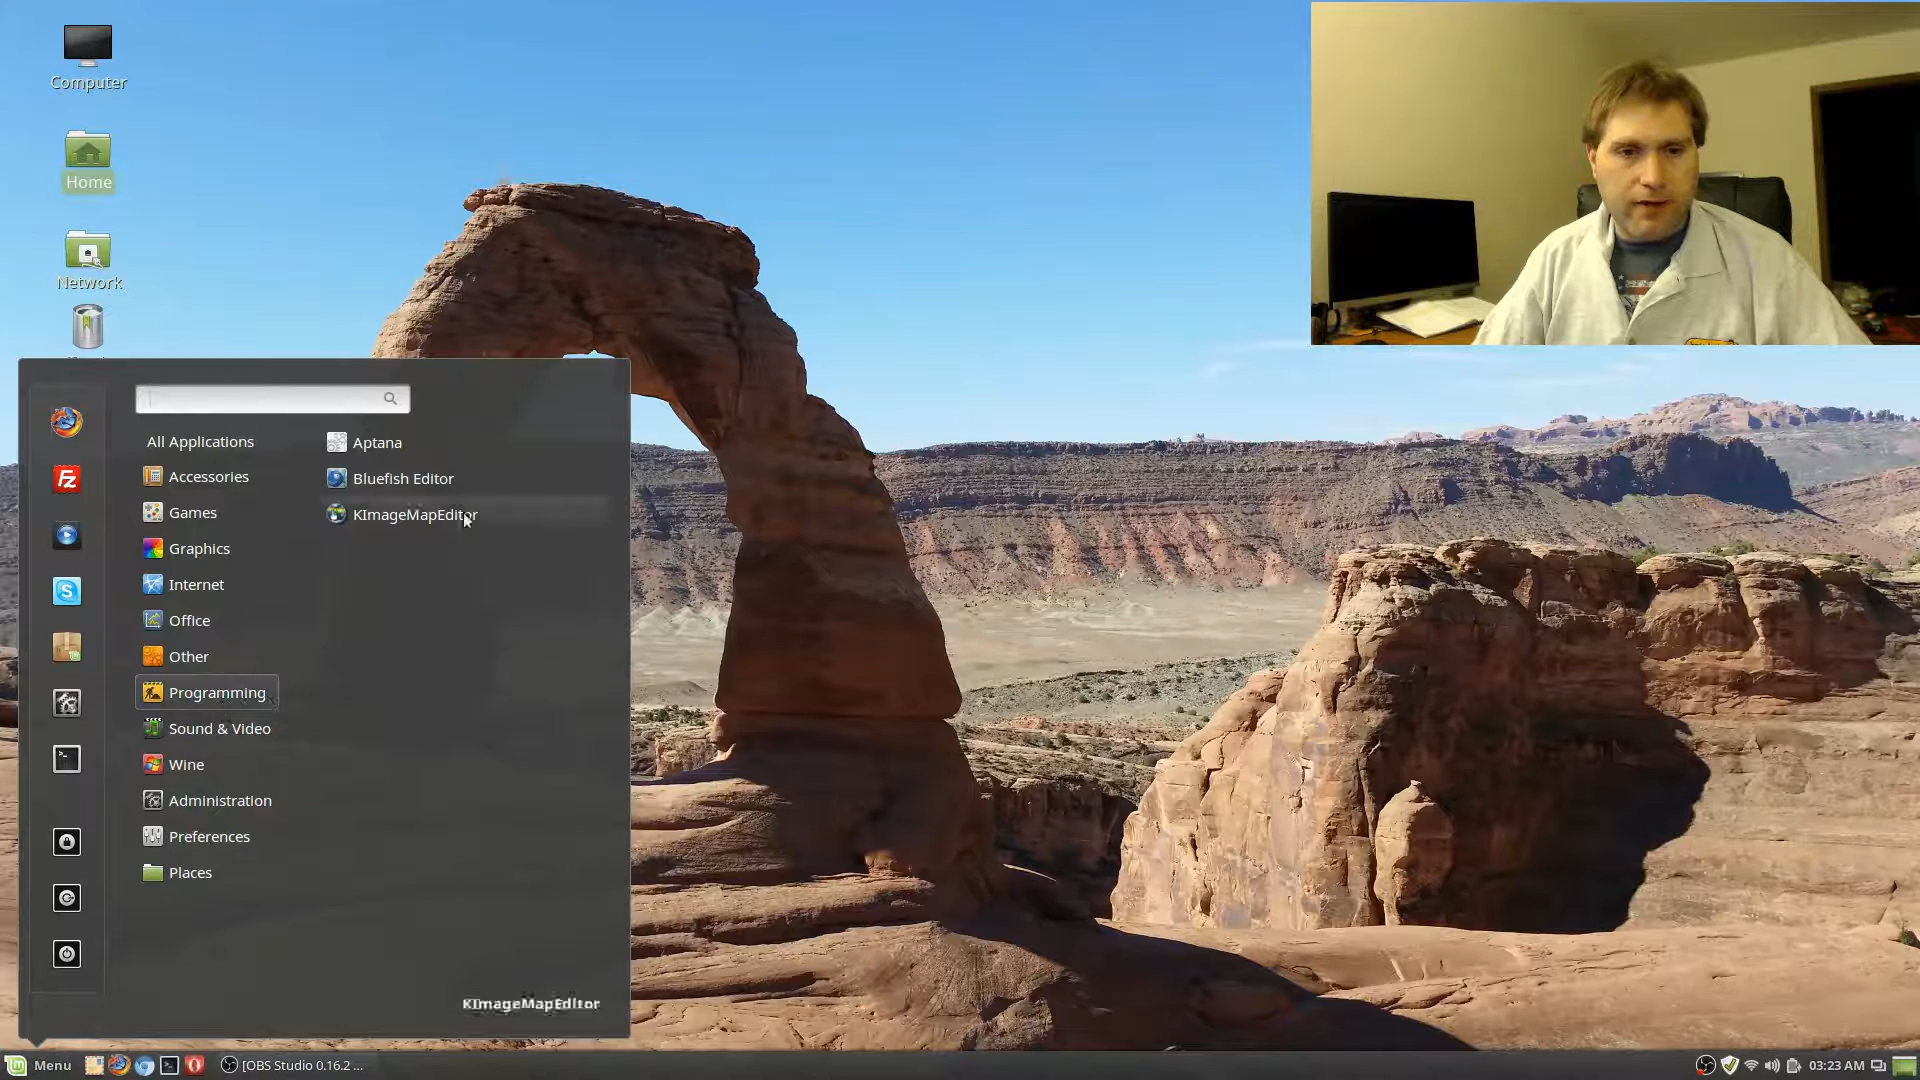 Computer
Home
Network
All Applications
Accessories
Games
Graphics
Internet
Office
Other
Programming
Sound & Video
Wine
Administration
Preferences
Places
Aptana
Bluefish Editor
KImageMapEditor
KImageMapEditor
Menu
[OBS Studio 0.16.2 ...
03:23 AM